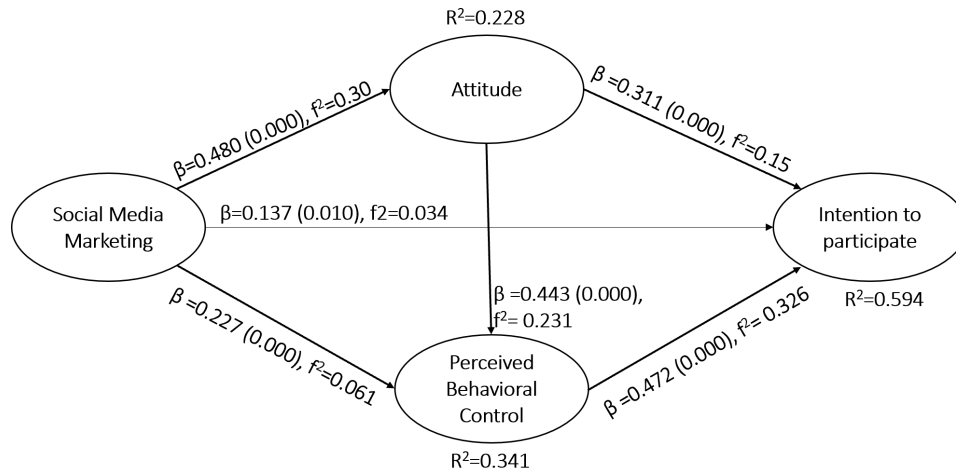 R²=0.228
Attitude
β=0.480 (0.000), f²=0.30
β =0.311 (0.000), f²=0.15
Social Media
Marketing
β=0.137 (0.010), f2=0.034
Intention to
participate
R²=0.594
β =0.443 (0.000),
f²= 0.231
β =0.227 (0.000), f²=0.061
β =0.472 (0.000), f²= 0.326
Perceived
Behavioral
Control
R²=0.341